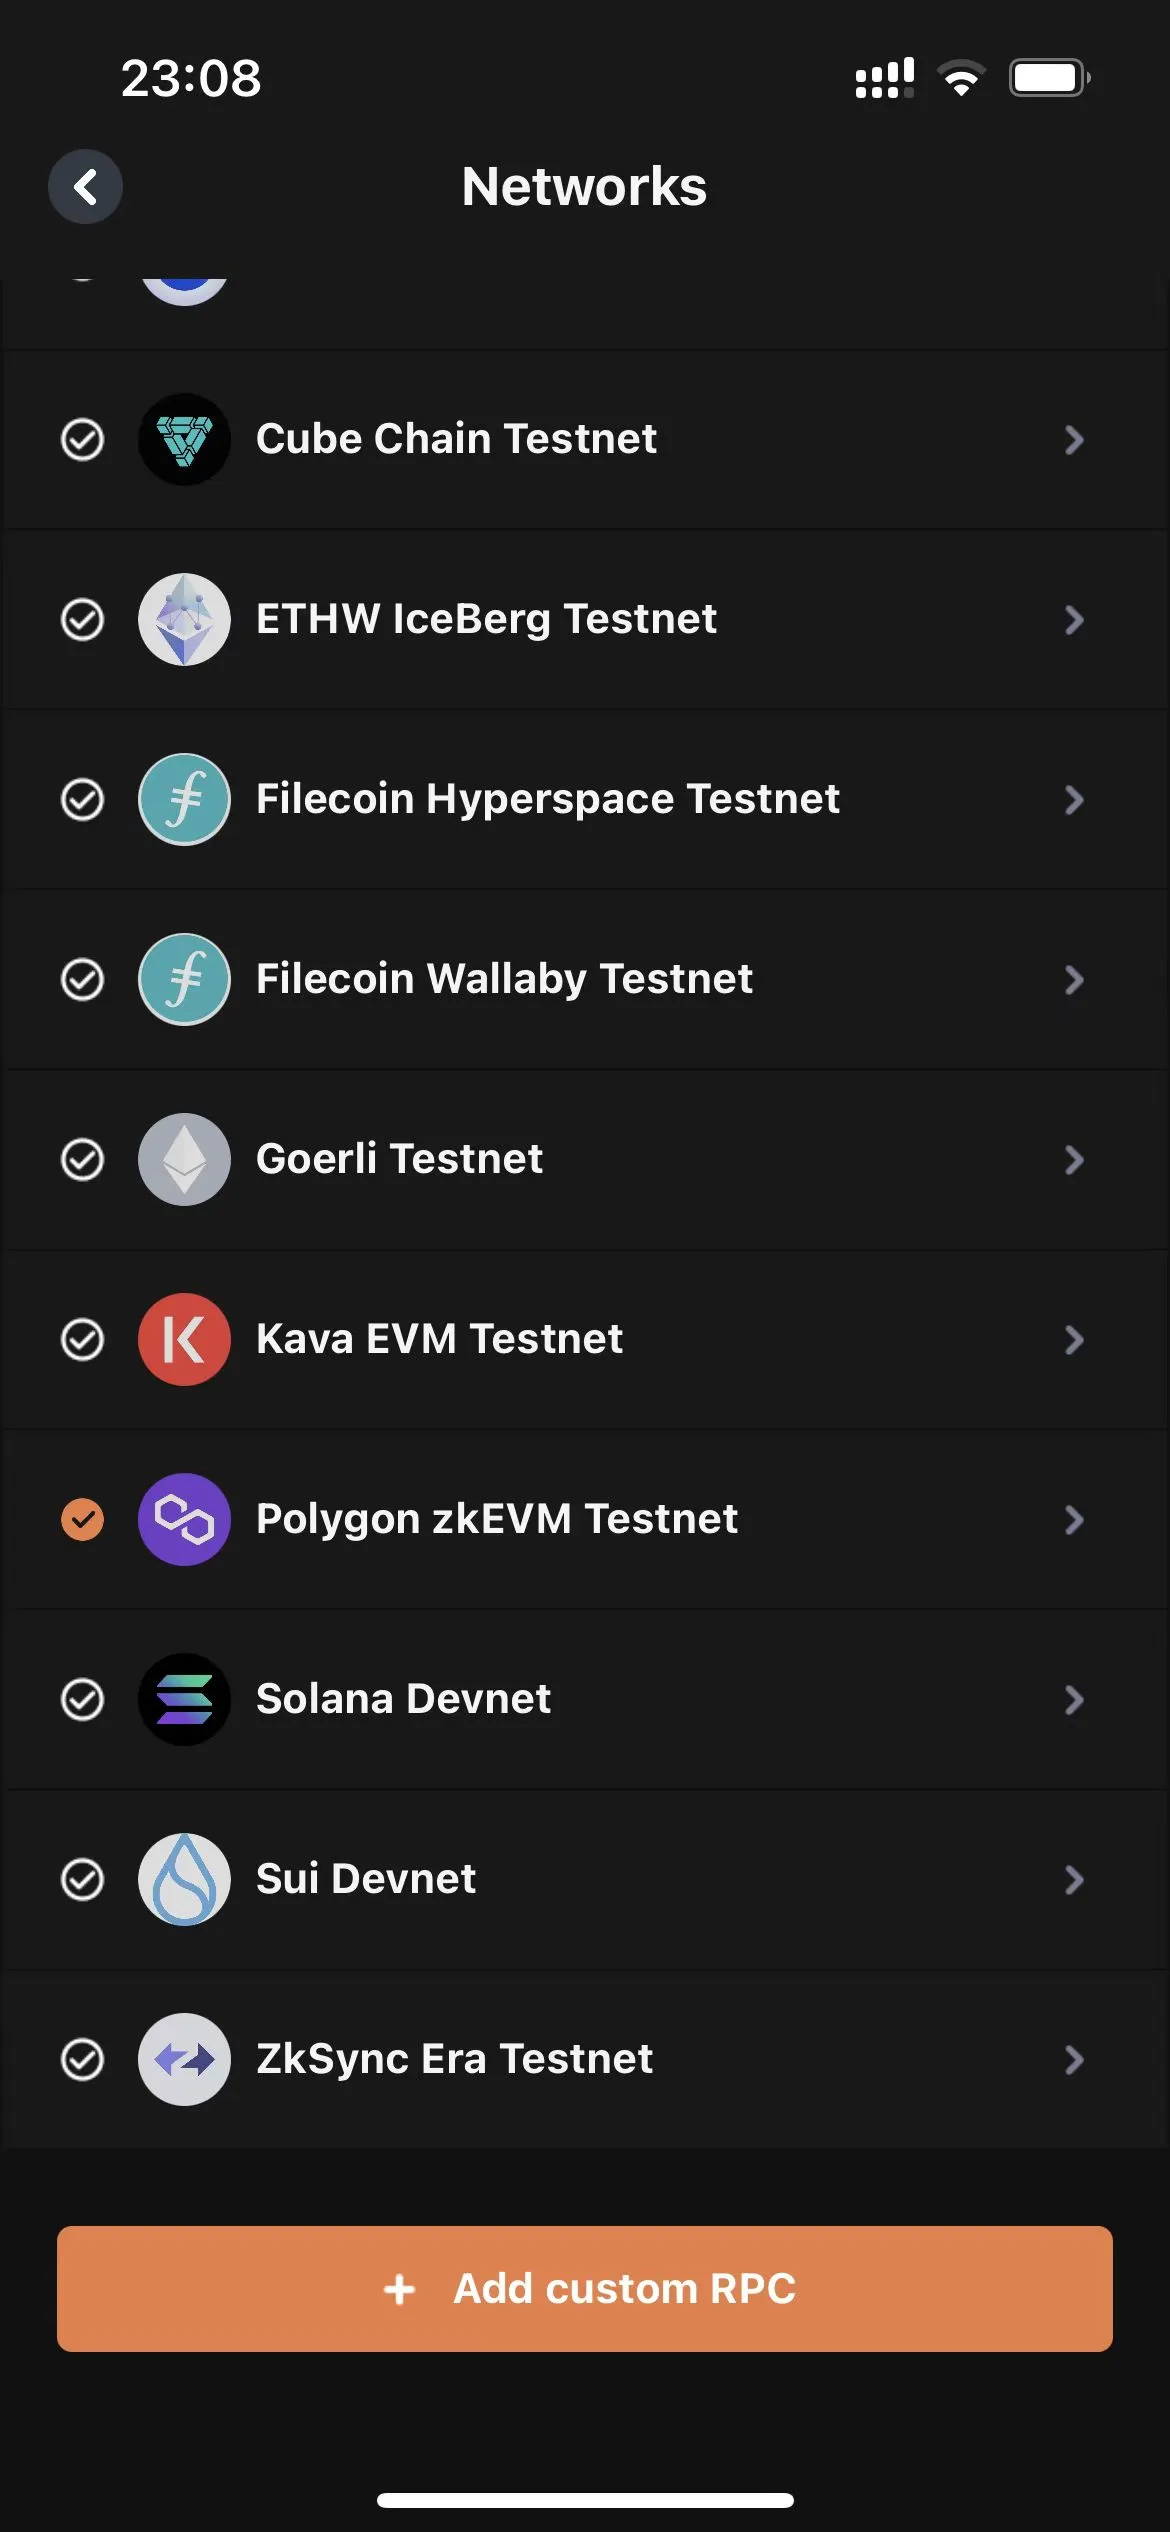 23:08
Networks
Cube Chain Testnet
ETHW IceBerg Testnet
Filecoin Hyperspace Testnet
Filecoin Wallaby Testnet
Goerli Testnet
Kava EVM Testnet
Polygon zkEVM Testnet
Solana Devnet
Sui Devnet
ZkSync Era Testnet
+ Add custom RPC